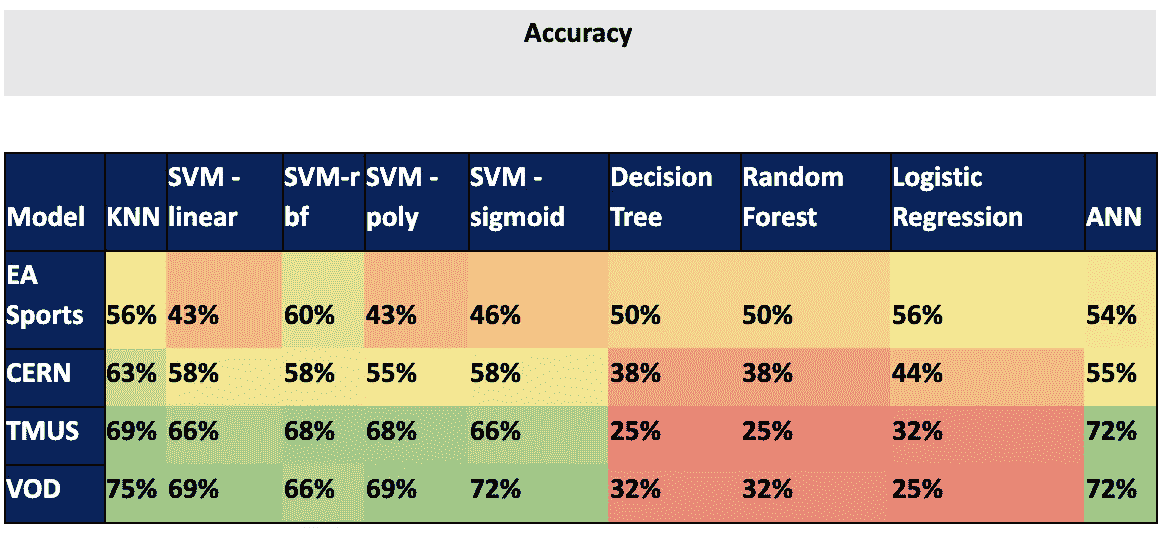 Accuracy
Model KNN SVM - linear SVM-r bf SVM - poly SVM - sigmoid Decision Tree Random Forest Logistic Regression ANN
EA Sports 56% 43% 60% 43% 46% 50% 50% 56% 54%
CERN 63% 58% 58% 55% 58% 38% 38% 44% 55%
TMUS 69% 66% 68% 68% 66% 25% 25% 32% 72%
VOD 75% 69% 66% 69% 72% 32% 32% 25% 72%